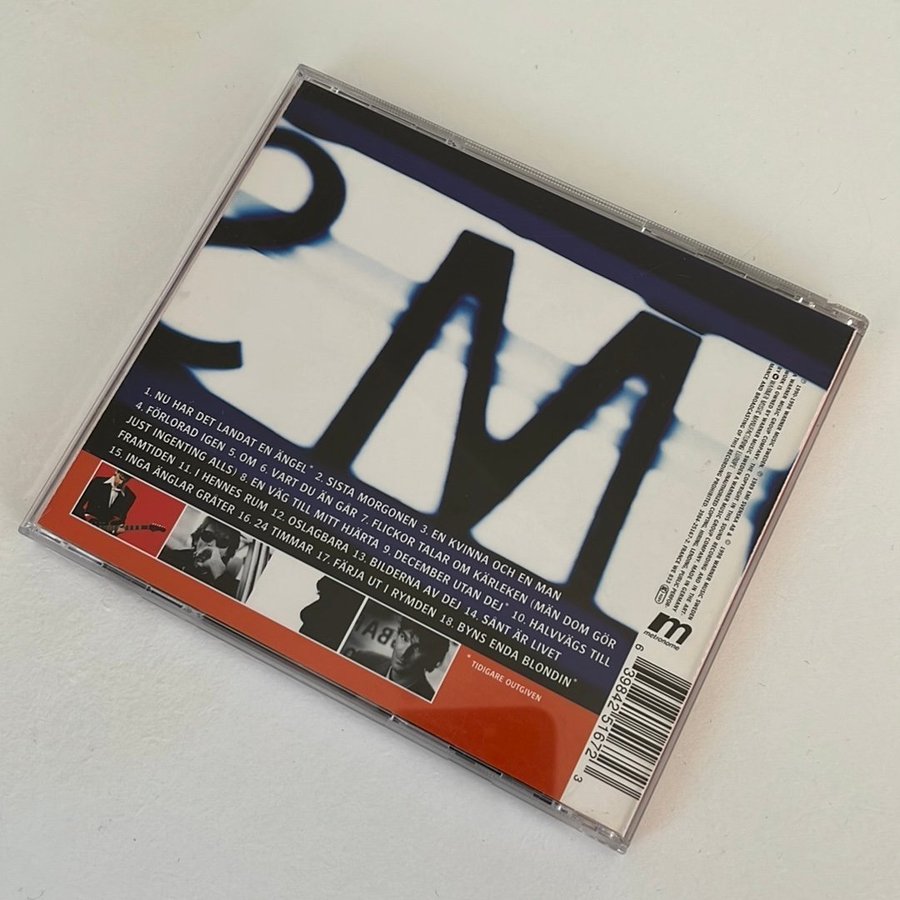 M
1. NU HAR DET LANDAT EN ÄNGEL* 2. SISTA MORGONEN 3. EN KVINNA OCH EN MAN
4. FÖRLORAD IGEN 5. OM 6. VART DU ÄN GÅR 7. FLICKOR TALAR OM KÄRLEKEN (MÄN DOM GÖR
JUST INGENTING ALLS) 8. EN VÄG TILL MITT HJÄRTA 9. DECEMBER UTAN DEJ* 10. HALVVÄGS TILL
FRAMTIDEN 11. I HENNES RUM 12. OSLAGBARA 13. BILDERNA AV DEJ 14. SÅNT ÄR LIVET
15. INGA ÄNGLAR GRÅTER 16. 24 TIMMAR 17. FÄRJA UT I RYMDEN 18. BYNS ENDA BLONDIN*
* TIDIGARE OUTGIVEN
m
metronome
6 39842 51672 3